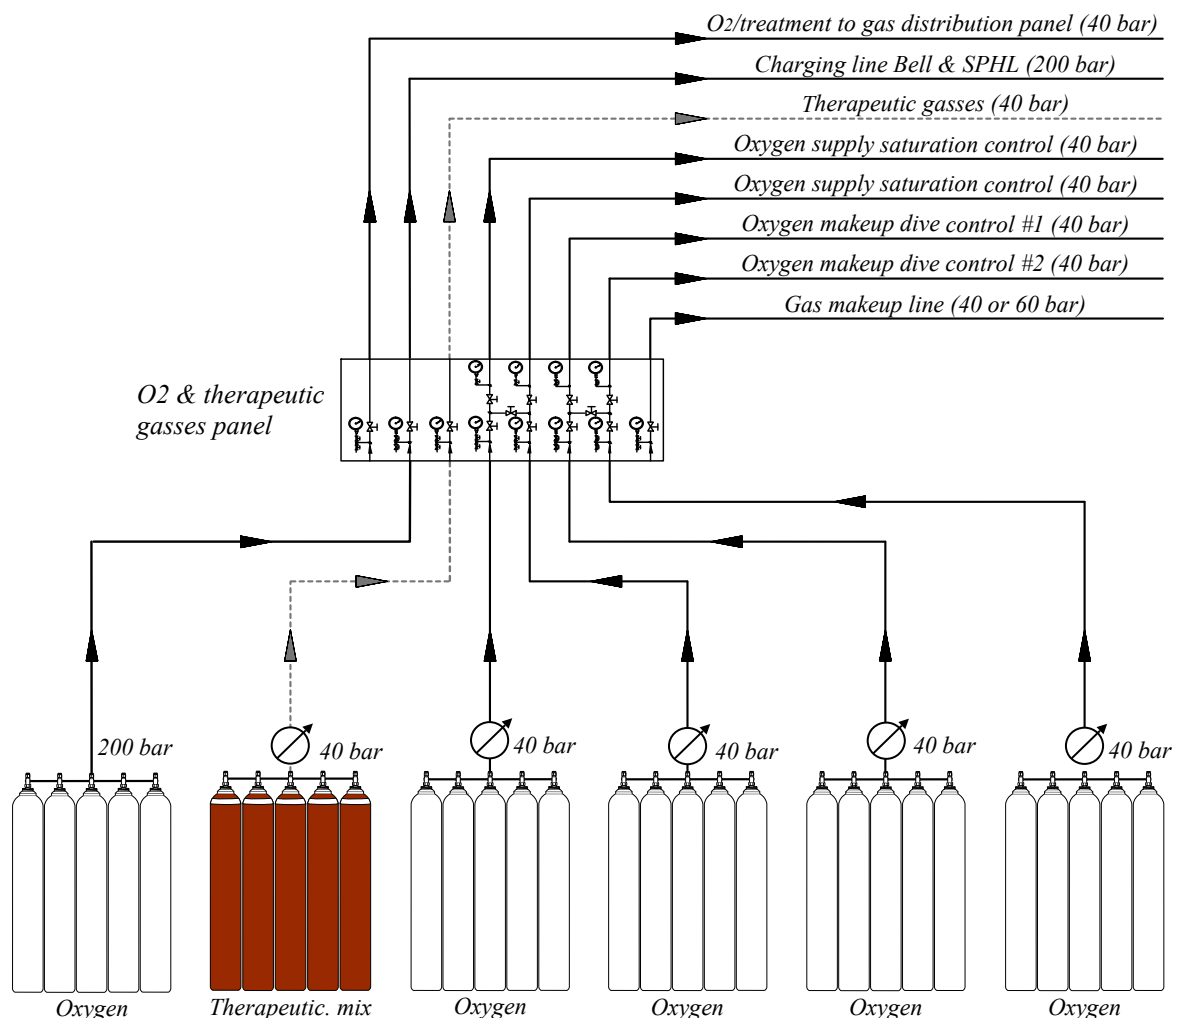 O2/treatment to gas distribution panel (40 bar)
Charging line Bell & SPHL (200 bar)
Therapeutic gasses (40 bar)
Oxygen supply saturation control (40 bar)
Oxygen supply saturation control (40 bar)
Oxygen makeup dive control #1 (40 bar)
Oxygen makeup dive control #2 (40 bar)
Gas makeup line (40 or 60 bar)
O2 & therapeutic
gasses panel
200 bar
40 bar
40 bar
40 bar
40 bar
40 bar
Oxygen
Therapeutic. mix
Oxygen
Oxygen
Oxygen
Oxygen